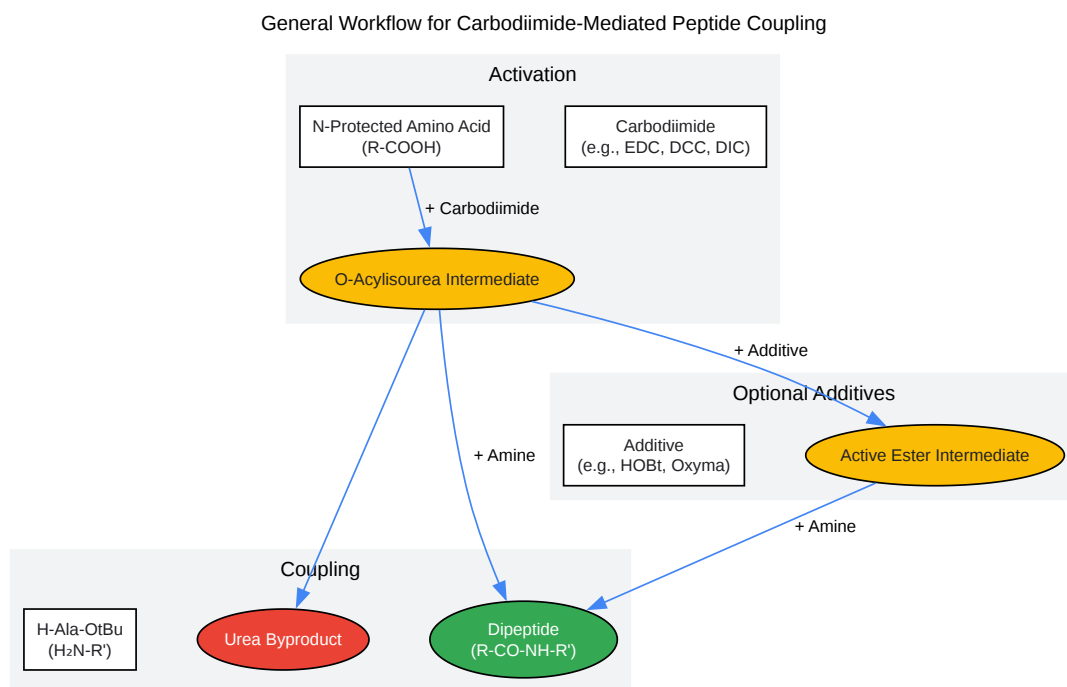 General Workflow for Carbodiimide-Mediated Peptide Coupling
Activation
N-Protected Amino Acid
(R-COOH)
Carbodiimide
(e.g., EDC, DCC, DIC)
+ Carbodiimide
O-Acylisourea Intermediate
+ Additive
Optional Additives
Additive
(e.g., HOBt, Oxyma)
Active Ester Intermediate
+ Amine
+ Amine
Coupling
H-Ala-OtBu
(H₂N-R')
Urea Byproduct
Dipeptide
(R-CO-NH-R')